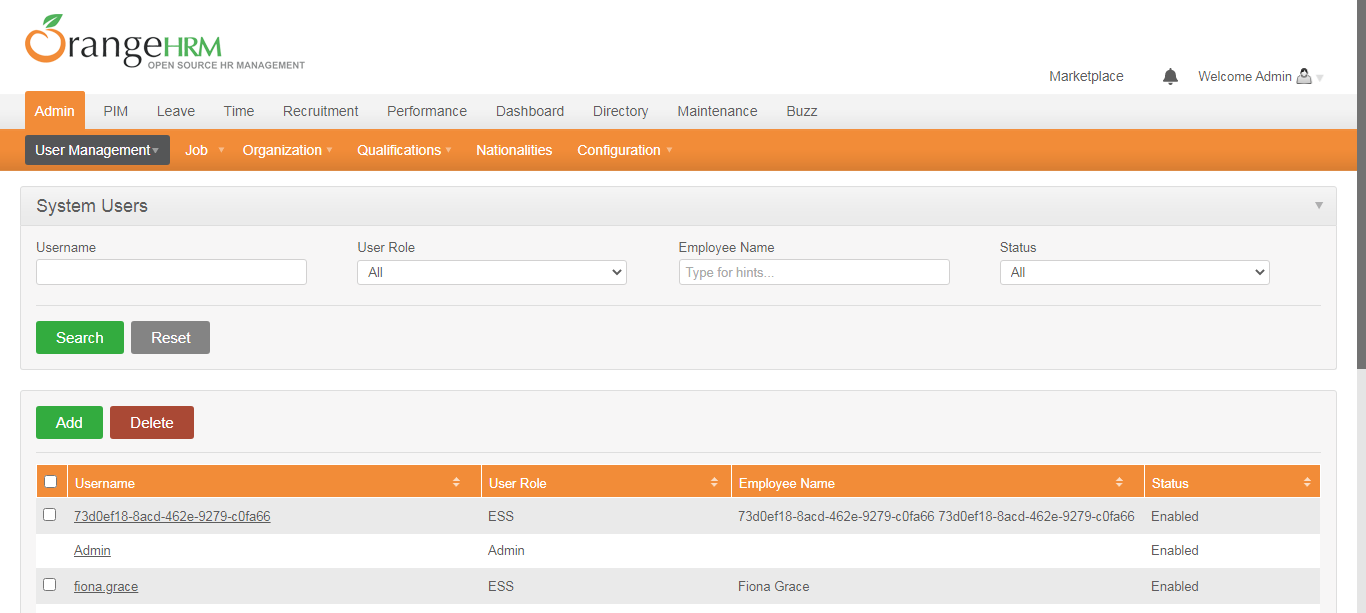 OrangeHRM
OPEN SOURCE HR MANAGEMENT
Marketplace Welcome Admin
Admin PIM Leave Time Recruitment Performance Dashboard Directory Maintenance Buzz
User Management Job Organization Qualifications Nationalities Configuration
System Users
Username User Role Employee Name Status
All Type for hints... All
Search Reset
Add Delete
Username User Role Employee Name Status
73d0ef18-8acd-462e-9279-c0fa66 ESS 73d0ef18-8acd-462e-9279-c0fa66 73d0ef18-8acd-462e-9279-c0fa66 Enabled
Admin Admin Enabled
fiona.grace ESS Fiona Grace Enabled